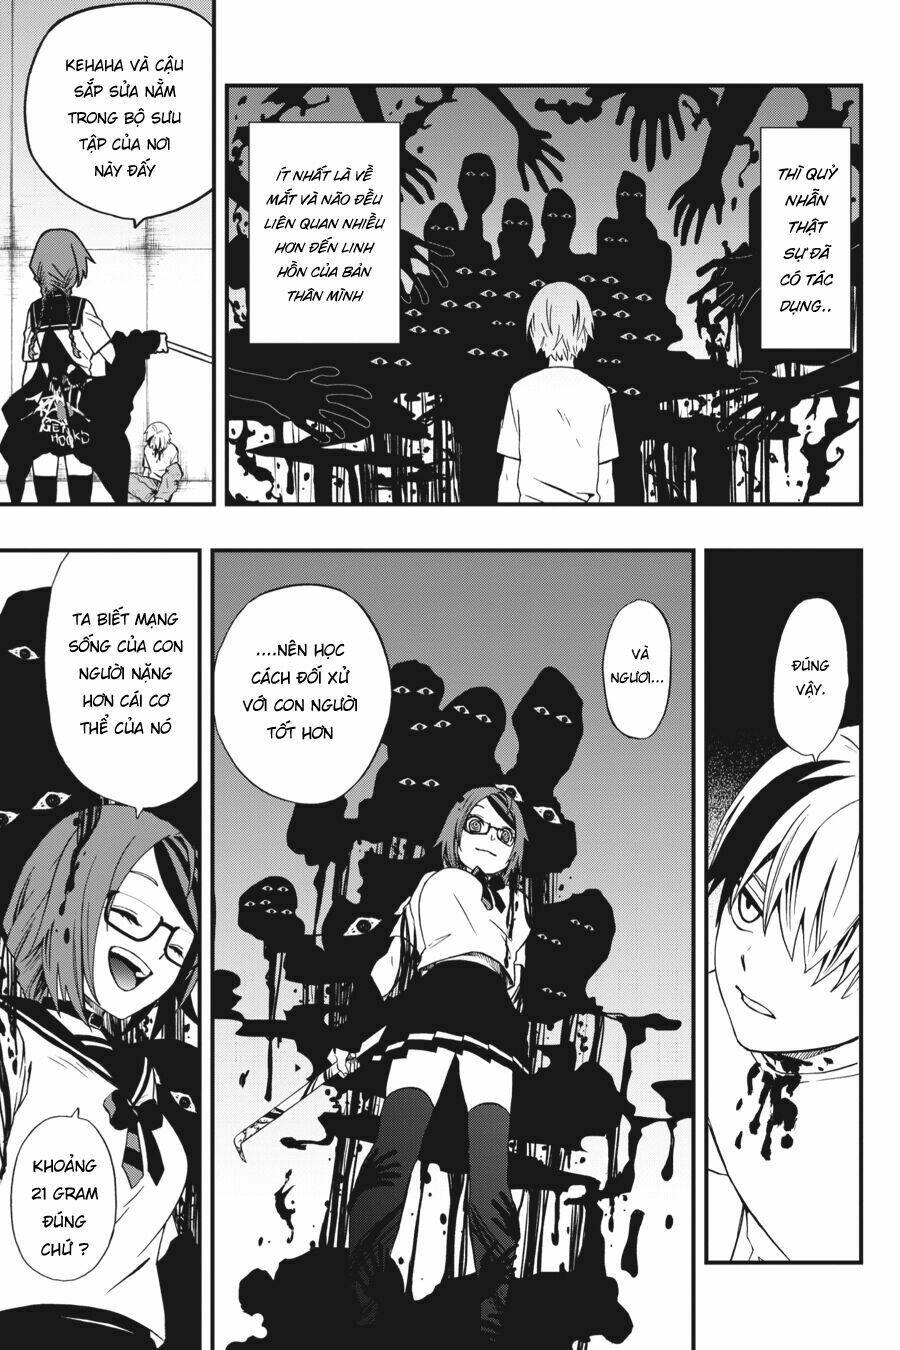 THÌ QUỶ
NHẪN
THẬT
SỰ ĐÃ
CÓ TÁC
DỤNG..
ÍT NHẤT LÀ VỀ
MẮT VÀ NÃO ĐỀU
LIÊN QUAN NHIỀU
HƠN ĐẾN LINH
HỒN CỦA BẢN
THÂN MÌNH
KEHAHA VÀ CẬU
SẮP SỬA NẰM
TRONG BỘ SƯU
TẬP CỦA NƠI
NÀY ĐẤY
GET
HOOKD
ĐÚNG
VẬY.
VÀ
NGƯƠI...
....NÊN HỌC
CÁCH ĐỐI XỬ
VỚI CON NGƯỜI
TỐT HƠN
TA BIẾT MẠNG
SỐNG CỦA CON
NGƯỜI NẶNG
HƠN CÁI CƠ
THỂ CỦA NÓ
KHOẢNG
21 GRAM
ĐÚNG
CHỨ ?